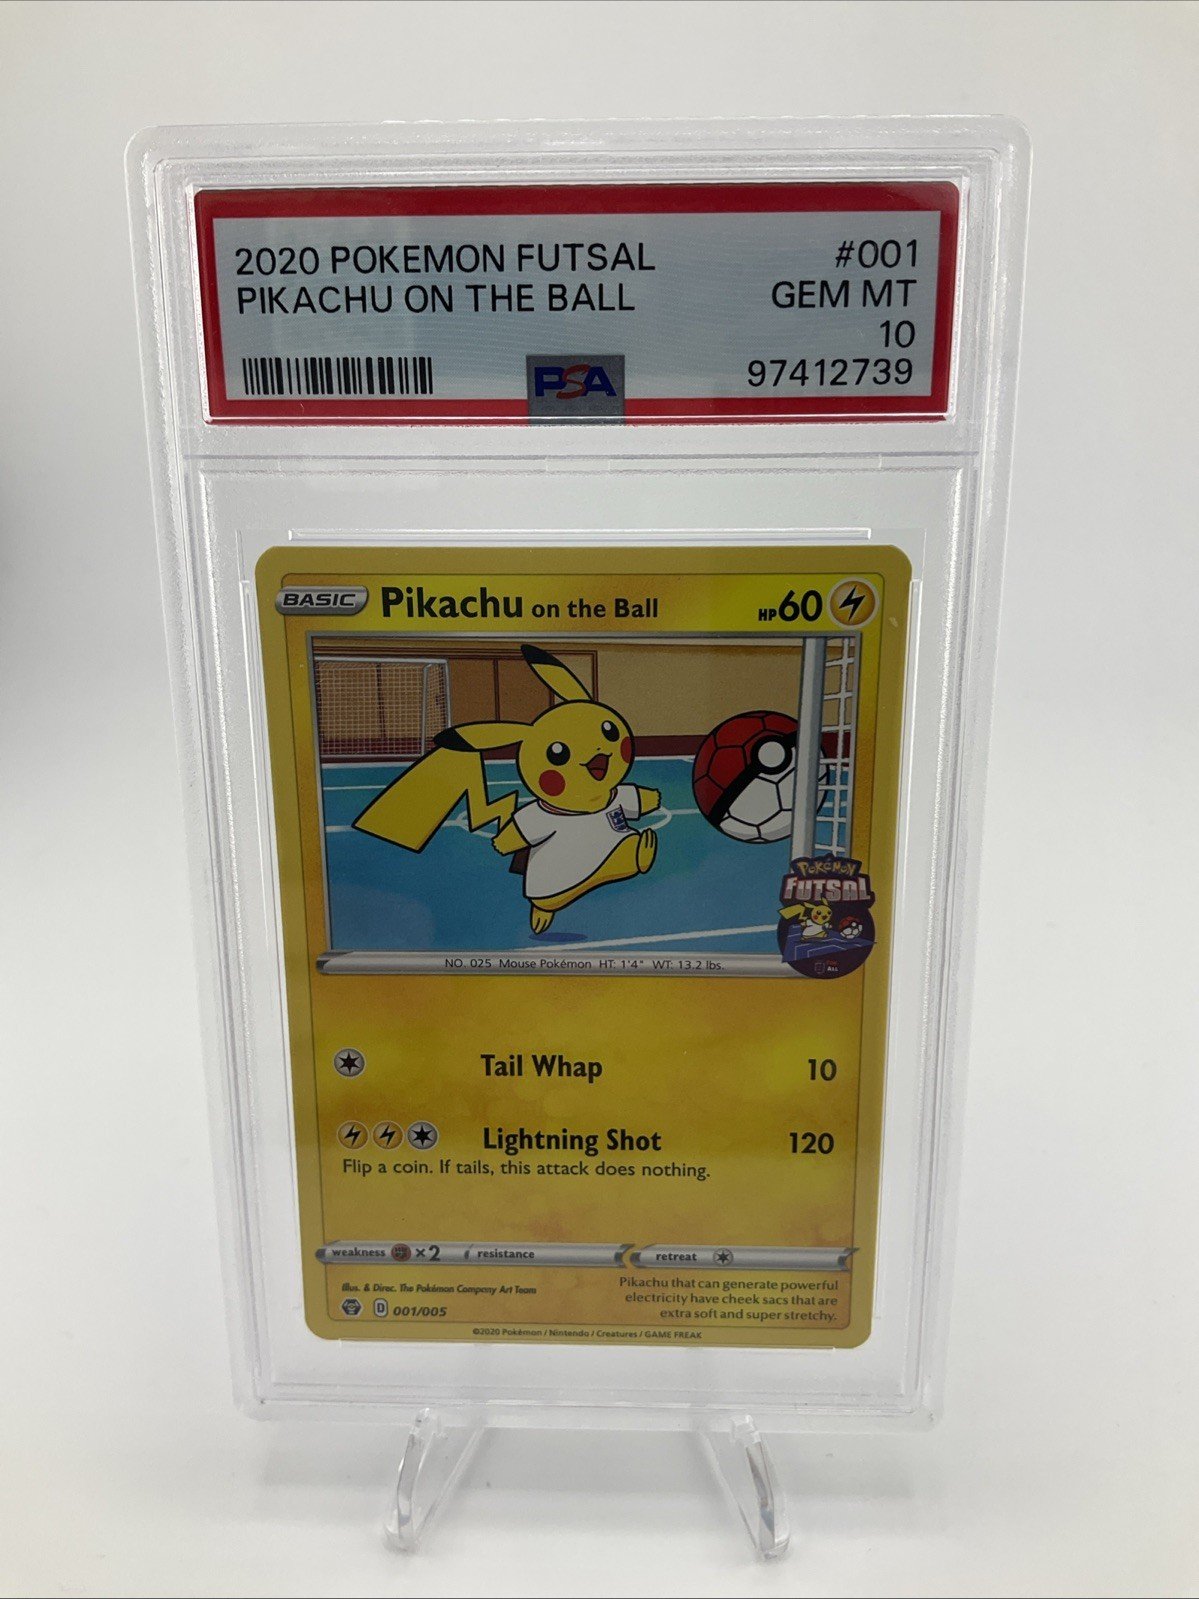 2020 POKEMON FUTSAL #001
PIKACHU ON THE BALL GEM MT
10
PSA 97412739
BASIC Pikachu on the Ball HP 60
POKéMON
FUTSAL
ALL
NO. 025 Mouse Pokémon HT: 1'4" WT: 13.2 lbs.
Tail Whap 10
Lightning Shot 120
Flip a coin. If tails, this attack does nothing.
weakness ×2 resistance retreat
Illus. & Direc. The Pokémon Company Art Team
D 001/005
Pikachu that can generate powerful
electricity have cheek sacs that are
extra soft and super stretchy.
©2020 Pokémon / Nintendo / Creatures / GAME FREAK